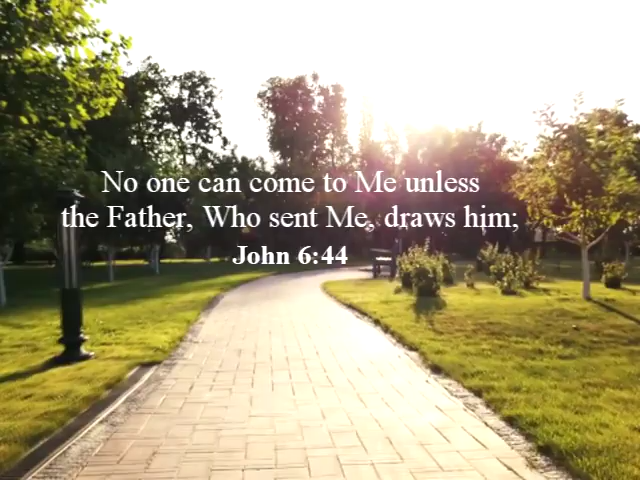 No one can come to Me unless
the Father, Who sent Me, draws him;
John 6:44